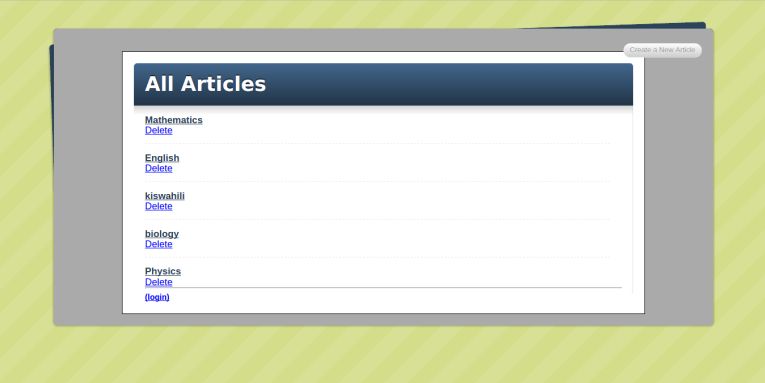 Create a New Article
All Articles
Mathematics
Delete
English
Delete
kiswahili
Delete
biology
Delete
Physics
Delete
(login)